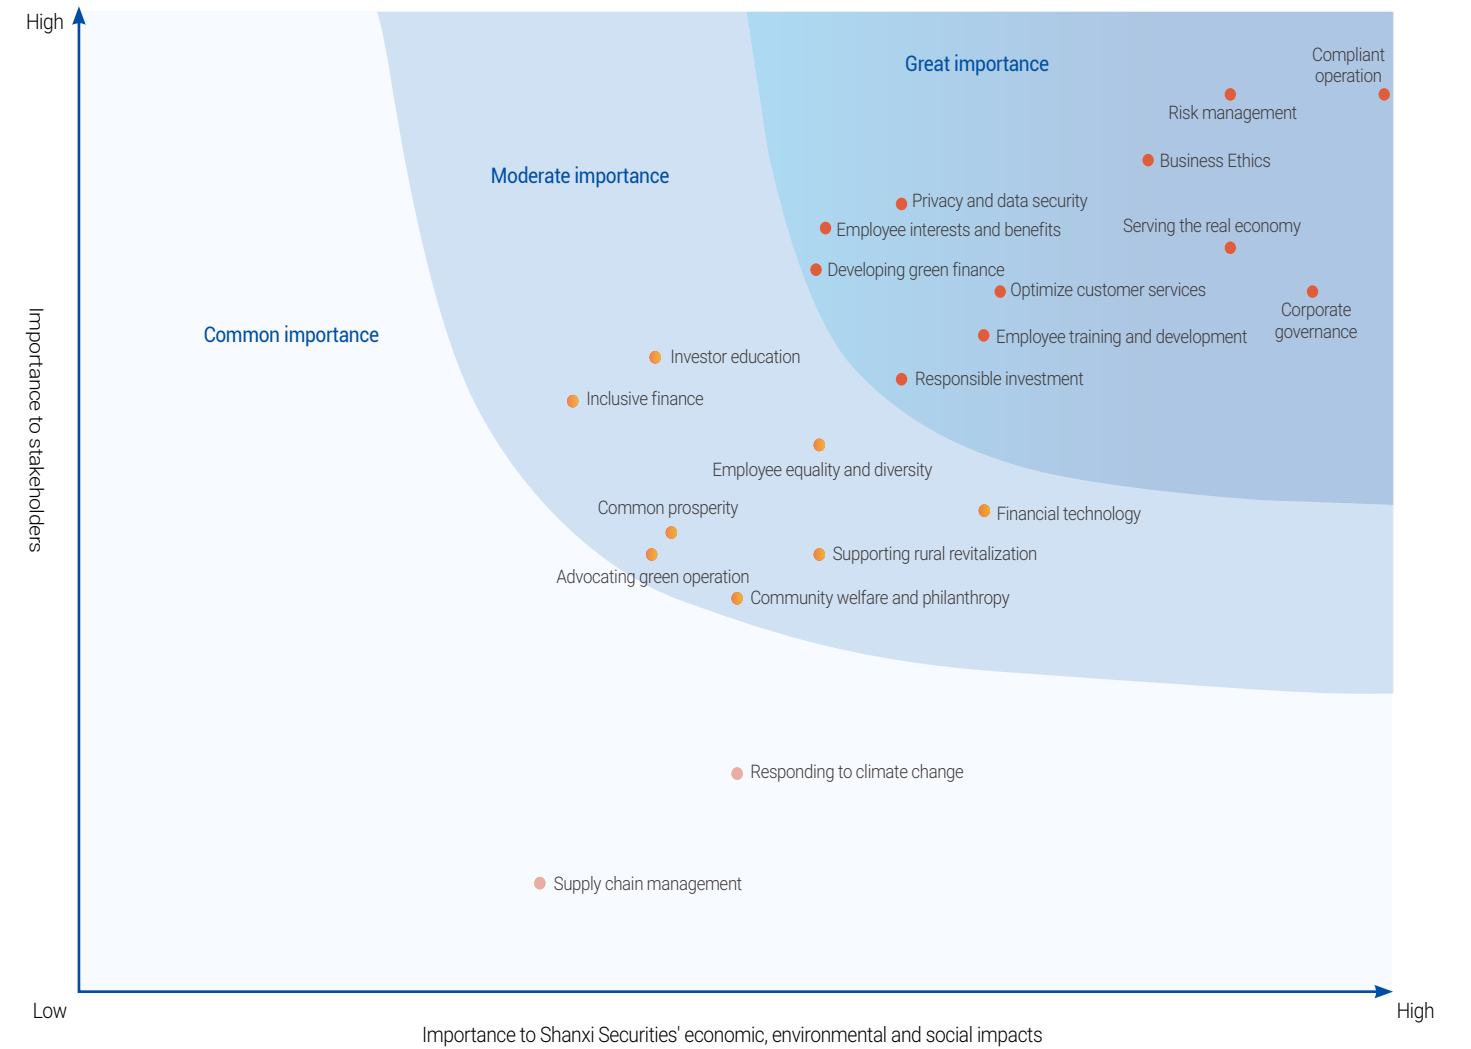 High
Great importance
Compliant
operation
Risk management
Business Ethics
Moderate importance
Privacy and data security
Employee interests and benefits
Serving the real economy
Developing green finance
Optimize customer services
Corporate
governance
Common importance
Employee training and development
Investor education
Responsible investment
Inclusive finance
Employee equality and diversity
Common prosperity
Financial technology
Supporting rural revitalization
Advocating green operation
Community welfare and philanthropy
Importance to stakeholders
Responding to climate change
Supply chain management
Low
High
Importance to Shanxi Securities' economic, environmental and social impacts